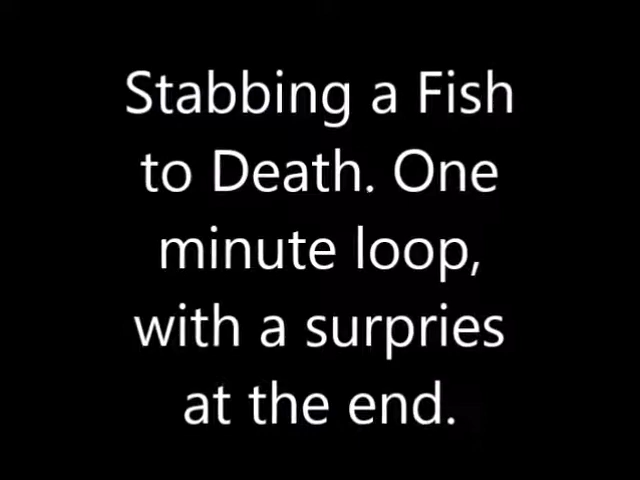 Stabbing a Fish
to Death. One
minute loop,
with a surpries
at the end.